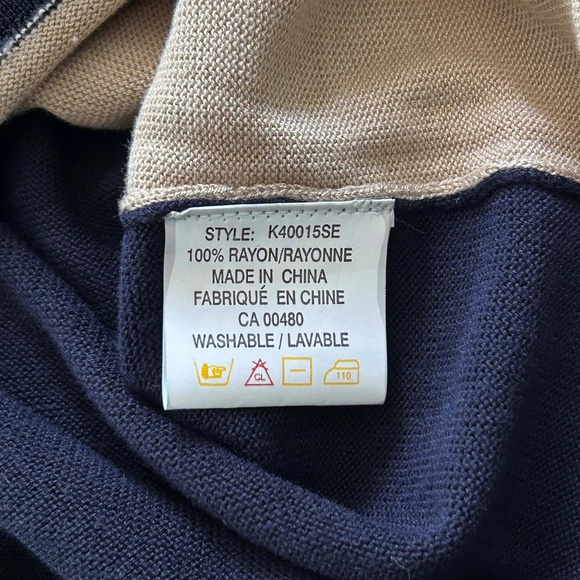 STYLE: K40015SE
100% RAYON/RAYONNE
MADE IN CHINA
FABRIQUÉ EN CHINE
CA 00480
WASHABLE / LAVABLE
CL 110